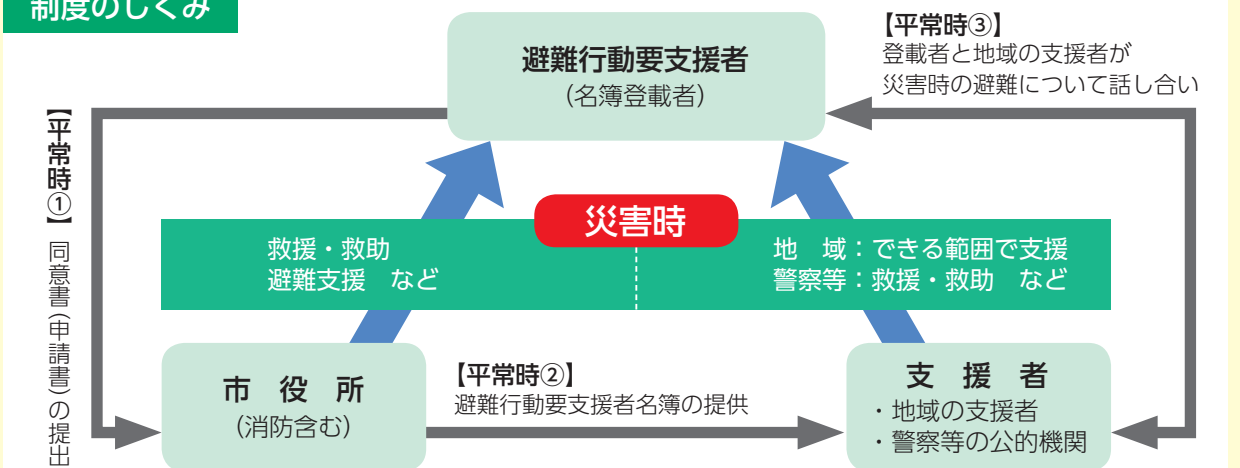 制度のしくみ
避難行動要支援者
（名簿登載者）
【平常時③】
登載者と地域の支援者が
災害時の避難について話し合い
【平常時①】同意書（申請書）の提出
災害時
救援・救助
避難支援　など
地　域：できる範囲で支援
警察等：救援・救助　など
市　役　所
（消防含む）
【平常時②】
避難行動要支援者名簿の提供
支　援　者
・地域の支援者
・警察等の公的機関